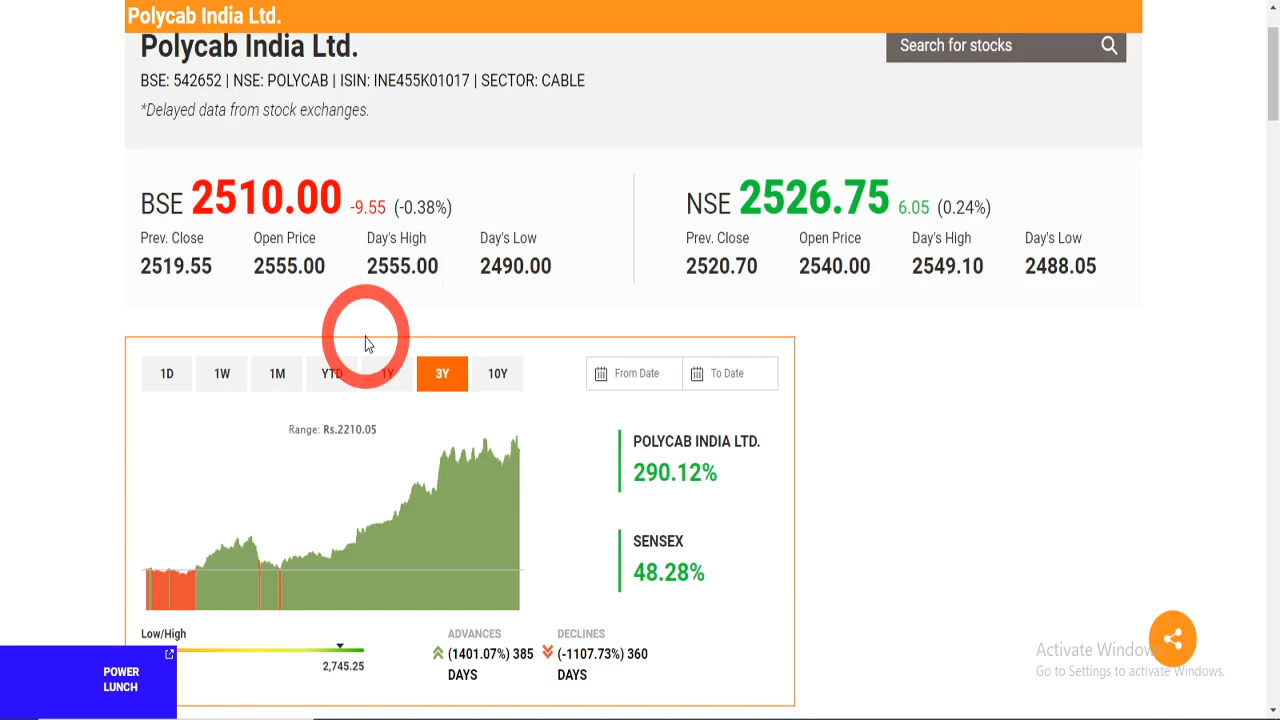 Polycab India Ltd.
Polycab India Ltd.
Search for stocks
BSE: 542652 | NSE: POLYCAB | ISIN: INE455K01017 | SECTOR: CABLE
*Delayed data from stock exchanges.
BSE 2510.00 -9.55 (-0.38%)
Prev. Close Open Price Day's High Day's Low
2519.55 2555.00 2555.00 2490.00
NSE 2526.75 6.05 (0.24%)
Prev. Close Open Price Day's High Day's Low
2520.70 2540.00 2549.10 2488.05
1D 1W 1M YTD 1Y 3Y 10Y
From Date To Date
Range: Rs.2210.05
POLYCAB INDIA LTD.
290.12%
SENSEX
48.28%
Low/High
2,745.25
ADVANCES
(1401.07%) 385
DAYS
DECLINES
(-1107.73%) 360
DAYS
POWER
LUNCH
Activate Windows
Go to Settings to activate Windows.